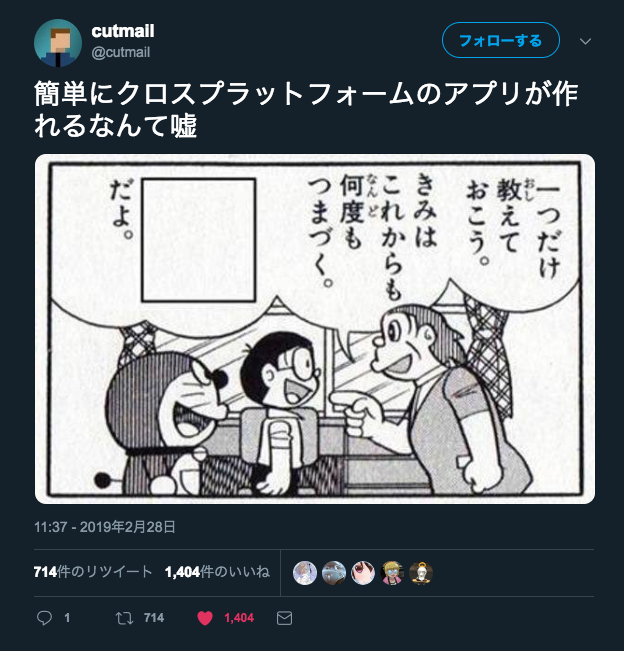 cutmail
@cutmail
フォローする
簡単にクロスプラットフォームのアプリが作
れるなんて嘘
一つだけ
教えて
おこう。
きみは
これからも
何度も
つまづく。
だよ。
11:37 - 2019年2月28日
714件のリツイート 1,404件のいいね
1 714 1,404